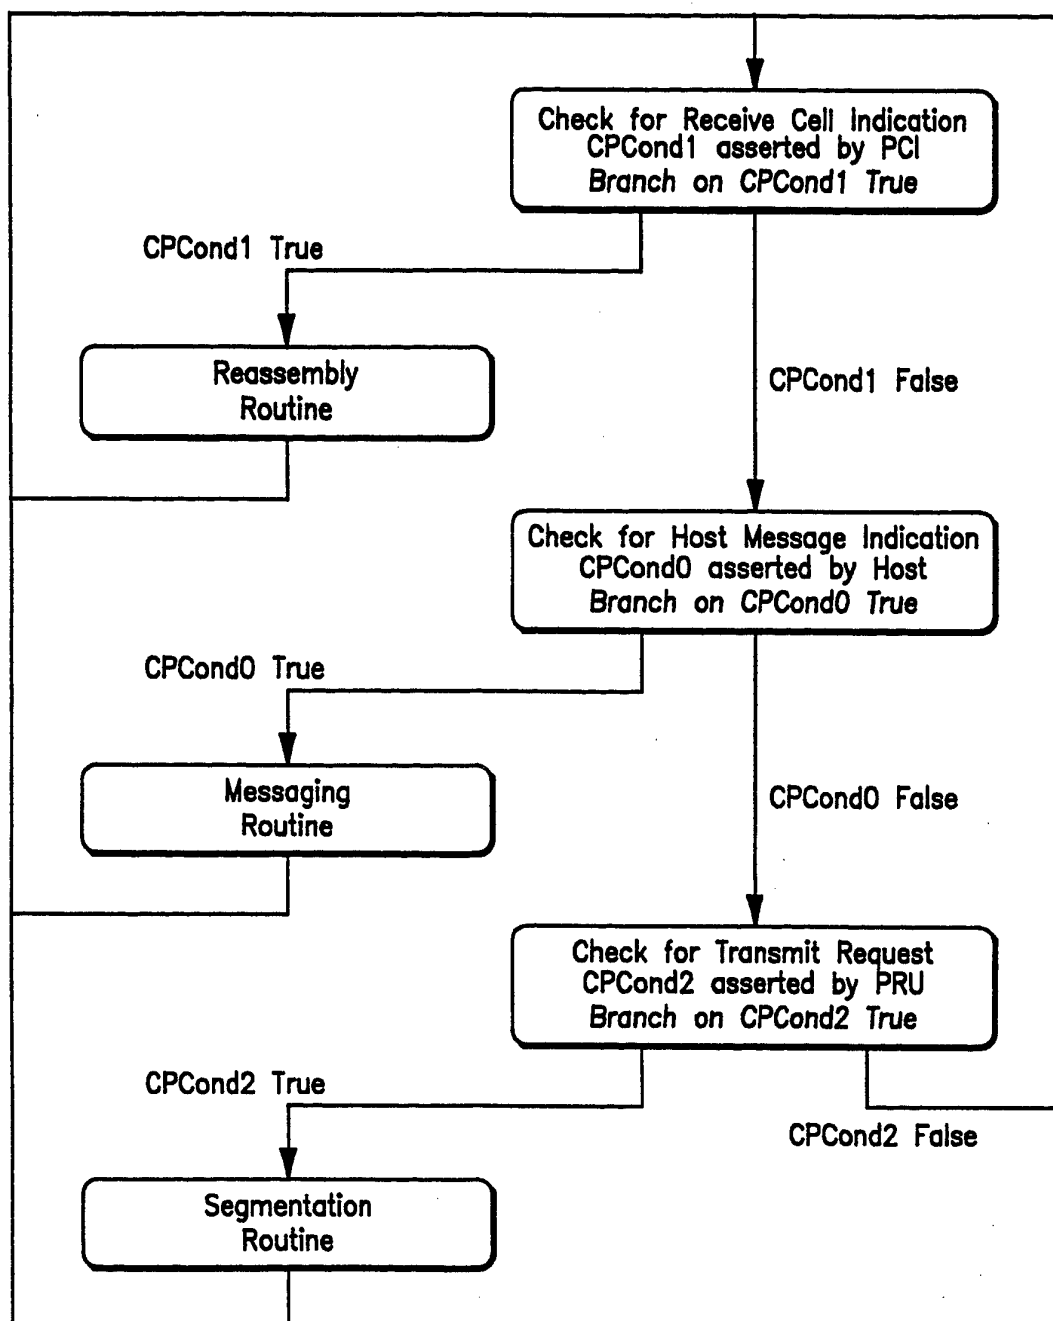 Check for Receive Cell Indication
CPCond1 asserted by PCI
Branch on CPCond1 True
CPCond1 True
Reassembly
Routine
CPCond1 False
Check for Host Message Indication
CPCond0 asserted by Host
Branch on CPCond0 True
CPCond0 True
Messaging
Routine
CPCond0 False
Check for Transmit Request
CPCond2 asserted by PRU
Branch on CPCond2 True
CPCond2 True
CPCond2 False
Segmentation
Routine